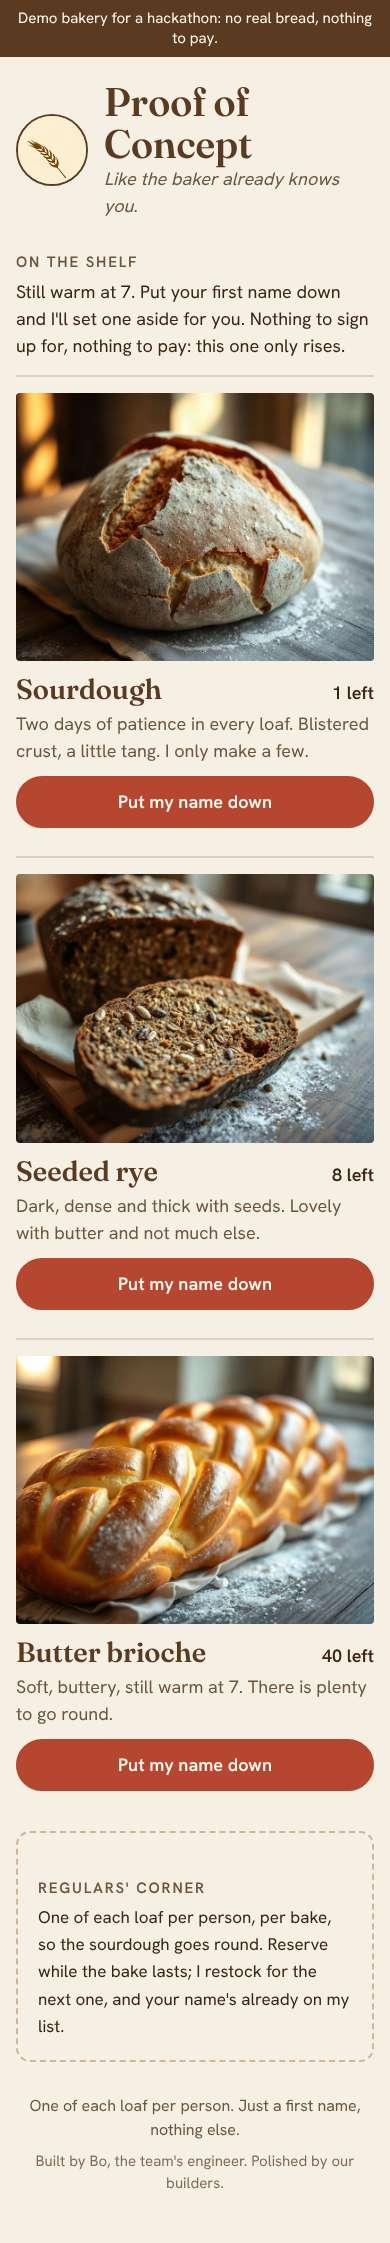 Demo bakery for a hackathon: no real bread, nothing
to pay.
Proof of
Concept
Like the baker already knows
you.
ON THE SHELF
Still warm at 7. Put your first name down
and I'll set one aside for you. Nothing to sign
up for, nothing to pay: this one only rises.
Sourdough
1 left
Two days of patience in every loaf. Blistered
crust, a little tang. I only make a few.
Put my name down
Seeded rye
8 left
Dark, dense and thick with seeds. Lovely
with butter and not much else.
Put my name down
Butter brioche
40 left
Soft, buttery, still warm at 7. There is plenty
to go round.
Put my name down
REGULARS' CORNER
One of each loaf per person, per bake,
so the sourdough goes round. Reserve
while the bake lasts; I restock for the
next one, and your name's already on my
list.
One of each loaf per person. Just a first name,
nothing else.
Built by Bo, the team's engineer. Polished by our
builders.